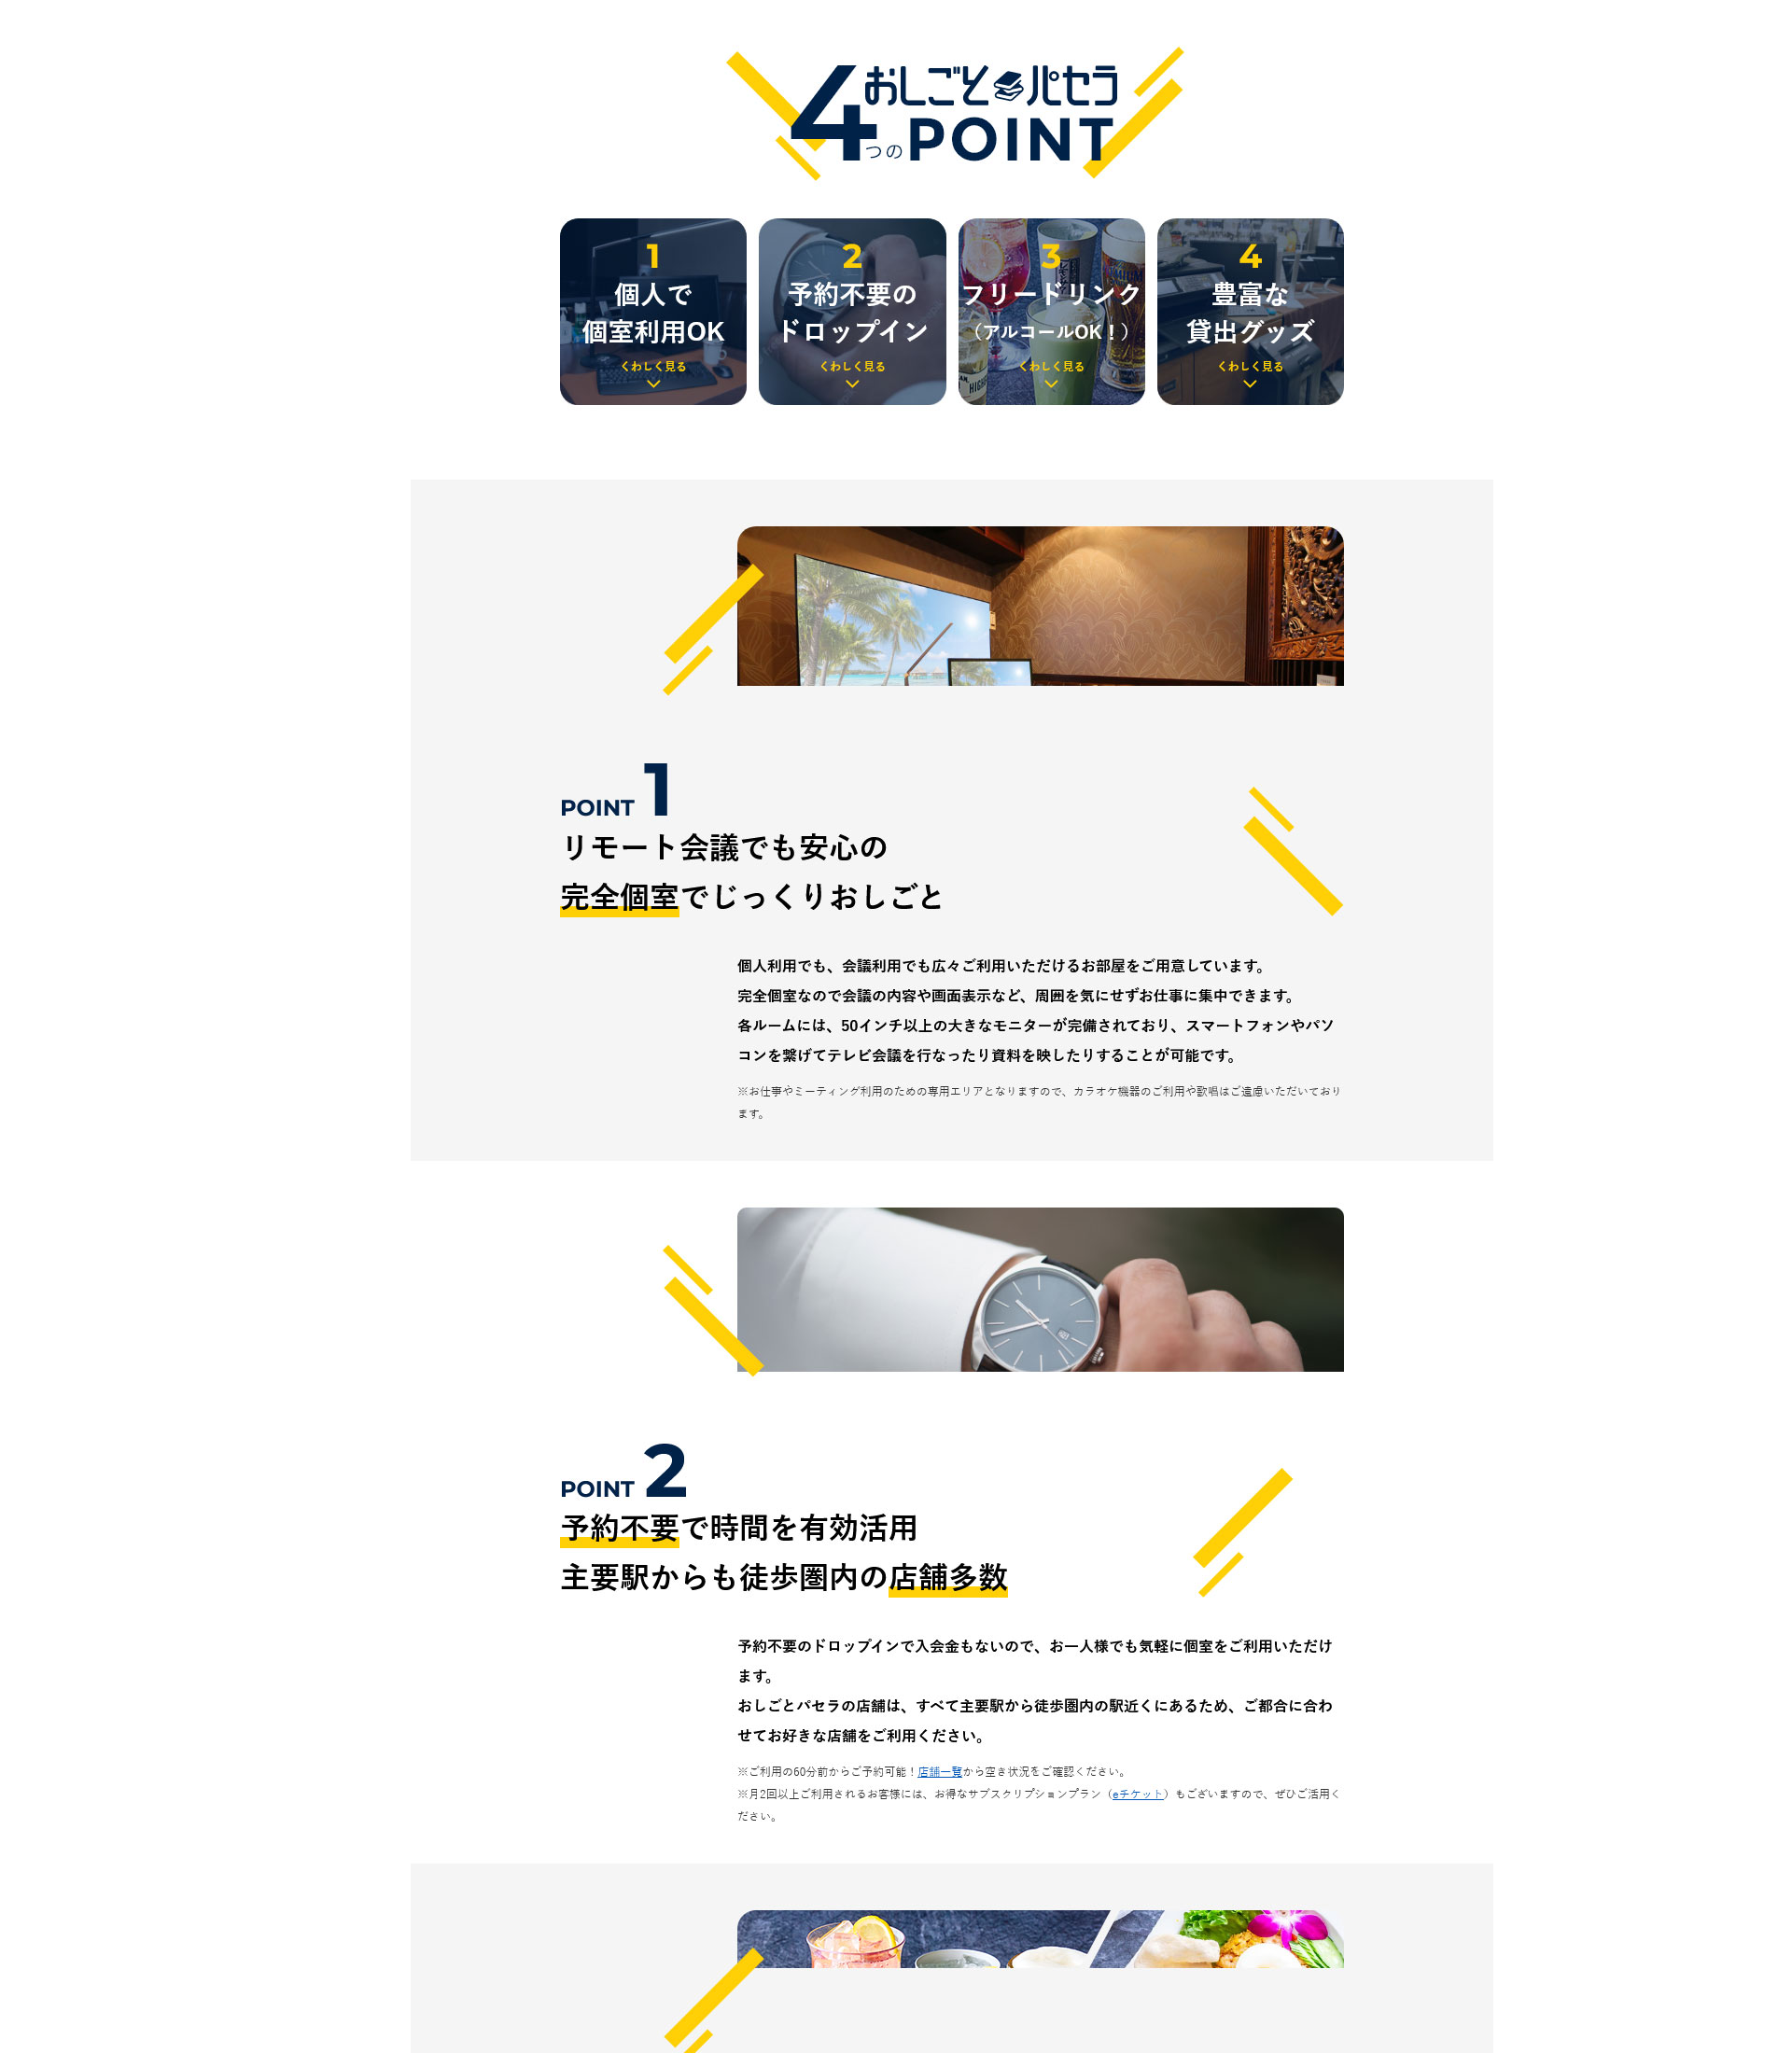 おしごとパセラ
4つのPOINT
1
個人で
個室利用OK
くわしく見る
2
予約不要の
ドロップイン
くわしく見る
3
フリードリンク
（アルコールOK！）
くわしく見る
4
豊富な
貸出グッズ
くわしく見る
POINT 1
リモート会議でも安心の
完全個室でじっくりおしごと
個人利用でも、会議利用でも広々ご利用いただけるお部屋をご用意しています。
完全個室なので会議の内容や画面表示など、周囲を気にせずお仕事に集中できます。
各ルームには、50インチ以上の大きなモニターが完備されており、スマートフォンやパソ
コンを繋げてテレビ会議を行なったり資料を映したりすることが可能です。
※お仕事やミーティング利用のための専用エリアとなりますので、カラオケ機器のご利用や歌唱はご遠慮いただいており
ます。
POINT 2
予約不要で時間を有効活用
主要駅からも徒歩圏内の店舗多数
予約不要のドロップインで入会金もないので、お一人様でも気軽に個室をご利用いただけ
ます。
おしごとパセラの店舗は、すべて主要駅から徒歩圏内の駅近くにあるため、ご都合に合わ
せてお好きな店舗をご利用ください。
※ご利用の60分前からご予約可能！店舗一覧から空き状況をご確認ください。
※月2回以上ご利用されるお客様には、お得なサブスクリプションプラン（eチケット）もございますので、ぜひご活用く
ださい。